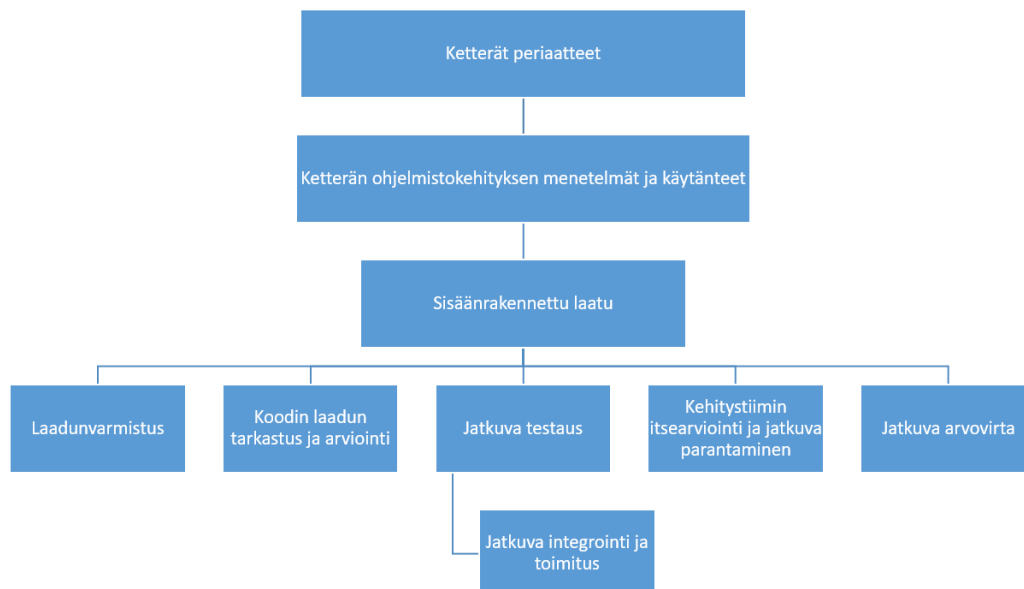 Ketterät periaatteet
Ketterän ohjelmistokehityksen menetelmät ja käytänteet
Sisäänrakennettu laatu
Laadunvarmistus
Koodin laadun
tarkastus ja arviointi
Jatkuva testaus
Kehitystiimin
itsearviointi ja jatkuva
parantaminen
Jatkuva arvovirta
Jatkuva integrointi ja
toimitus